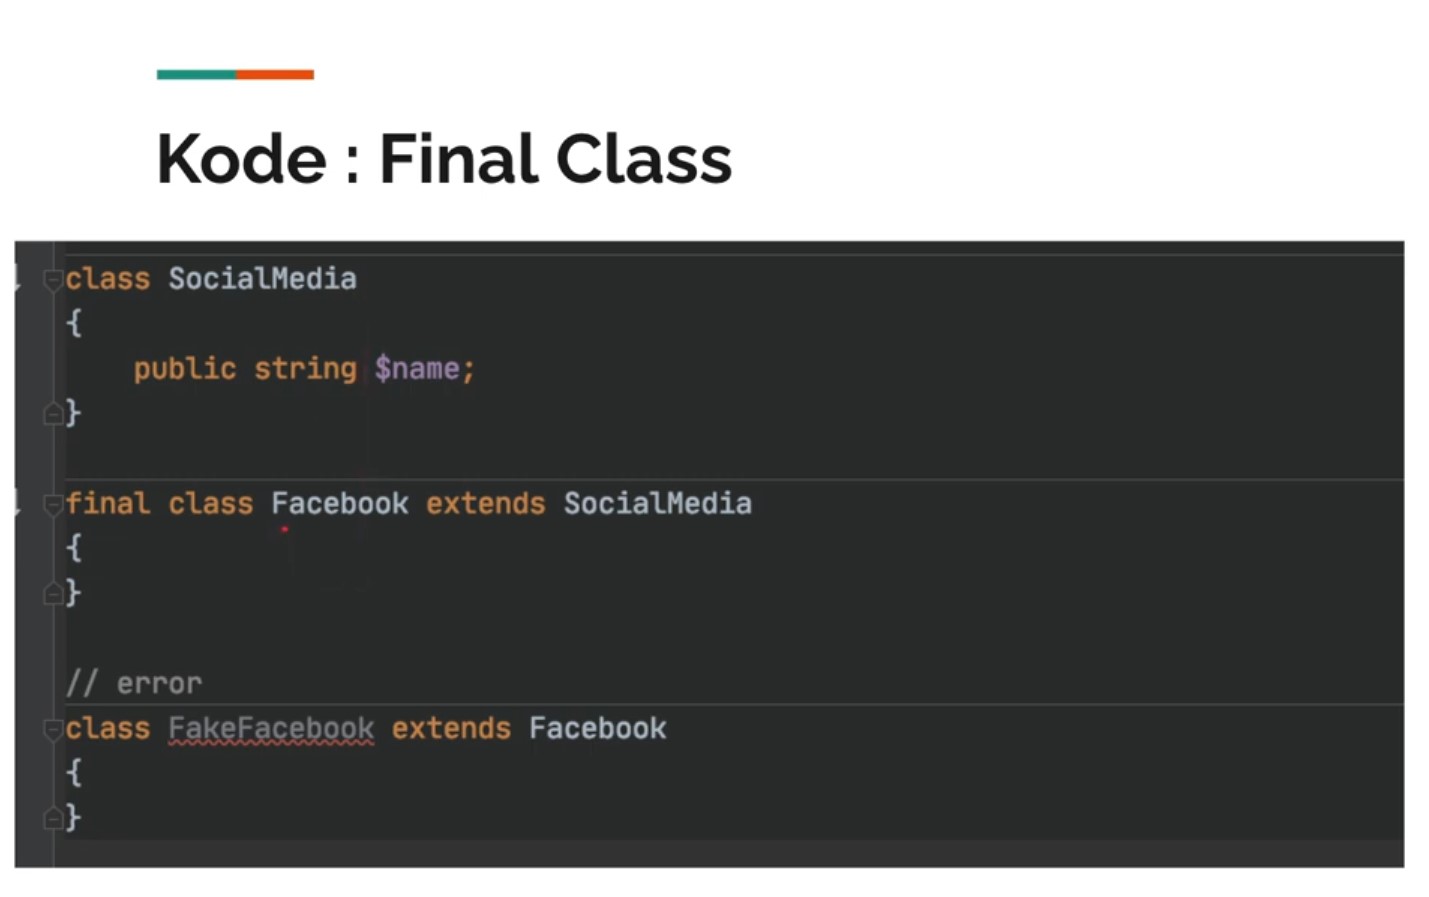 Kode : Final Class
class SocialMedia
{
    public string $name;
}
final class Facebook extends SocialMedia
{
}
// error
class FakeFacebook extends Facebook
{
}